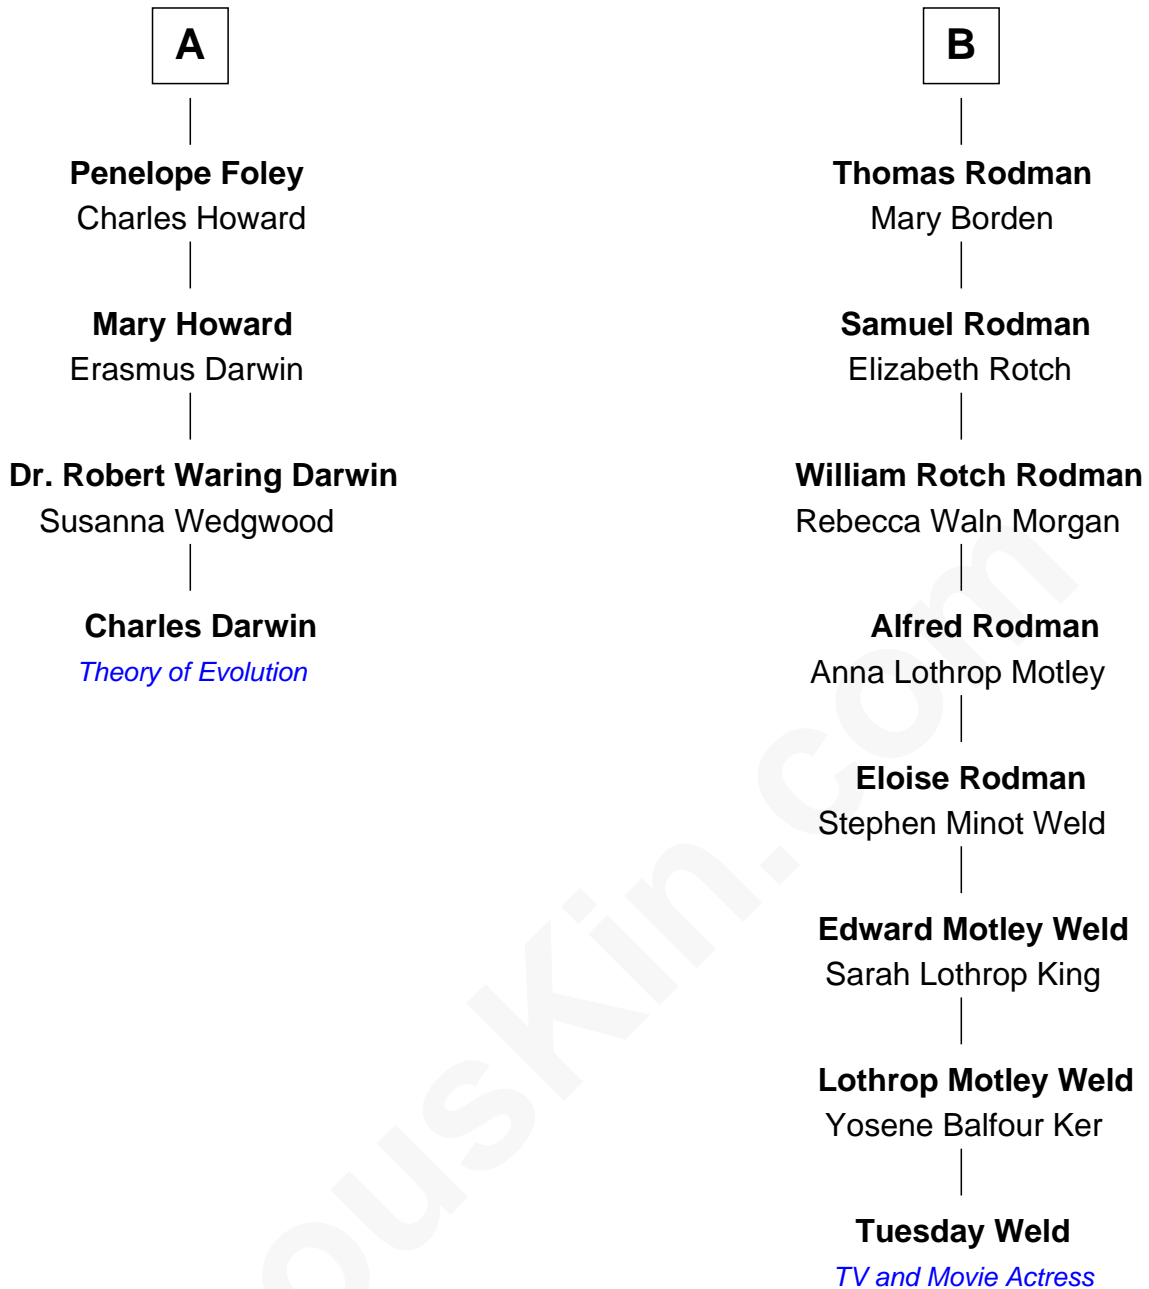 A
Penelope Foley
Charles Howard
Mary Howard
Erasmus Darwin
Dr. Robert Waring Darwin
Susanna Wedgwood
Charles Darwin
Theory of Evolution
B
Thomas Rodman
Mary Borden
Samuel Rodman
Elizabeth Rotch
William Rotch Rodman
Rebecca Waln Morgan
Alfred Rodman
Anna Lothrop Motley
Eloise Rodman
Stephen Minot Weld
Edward Motley Weld
Sarah Lothrop King
Lothrop Motley Weld
Yosene Balfour Ker
Tuesday Weld
TV and Movie Actress
ousKin.com